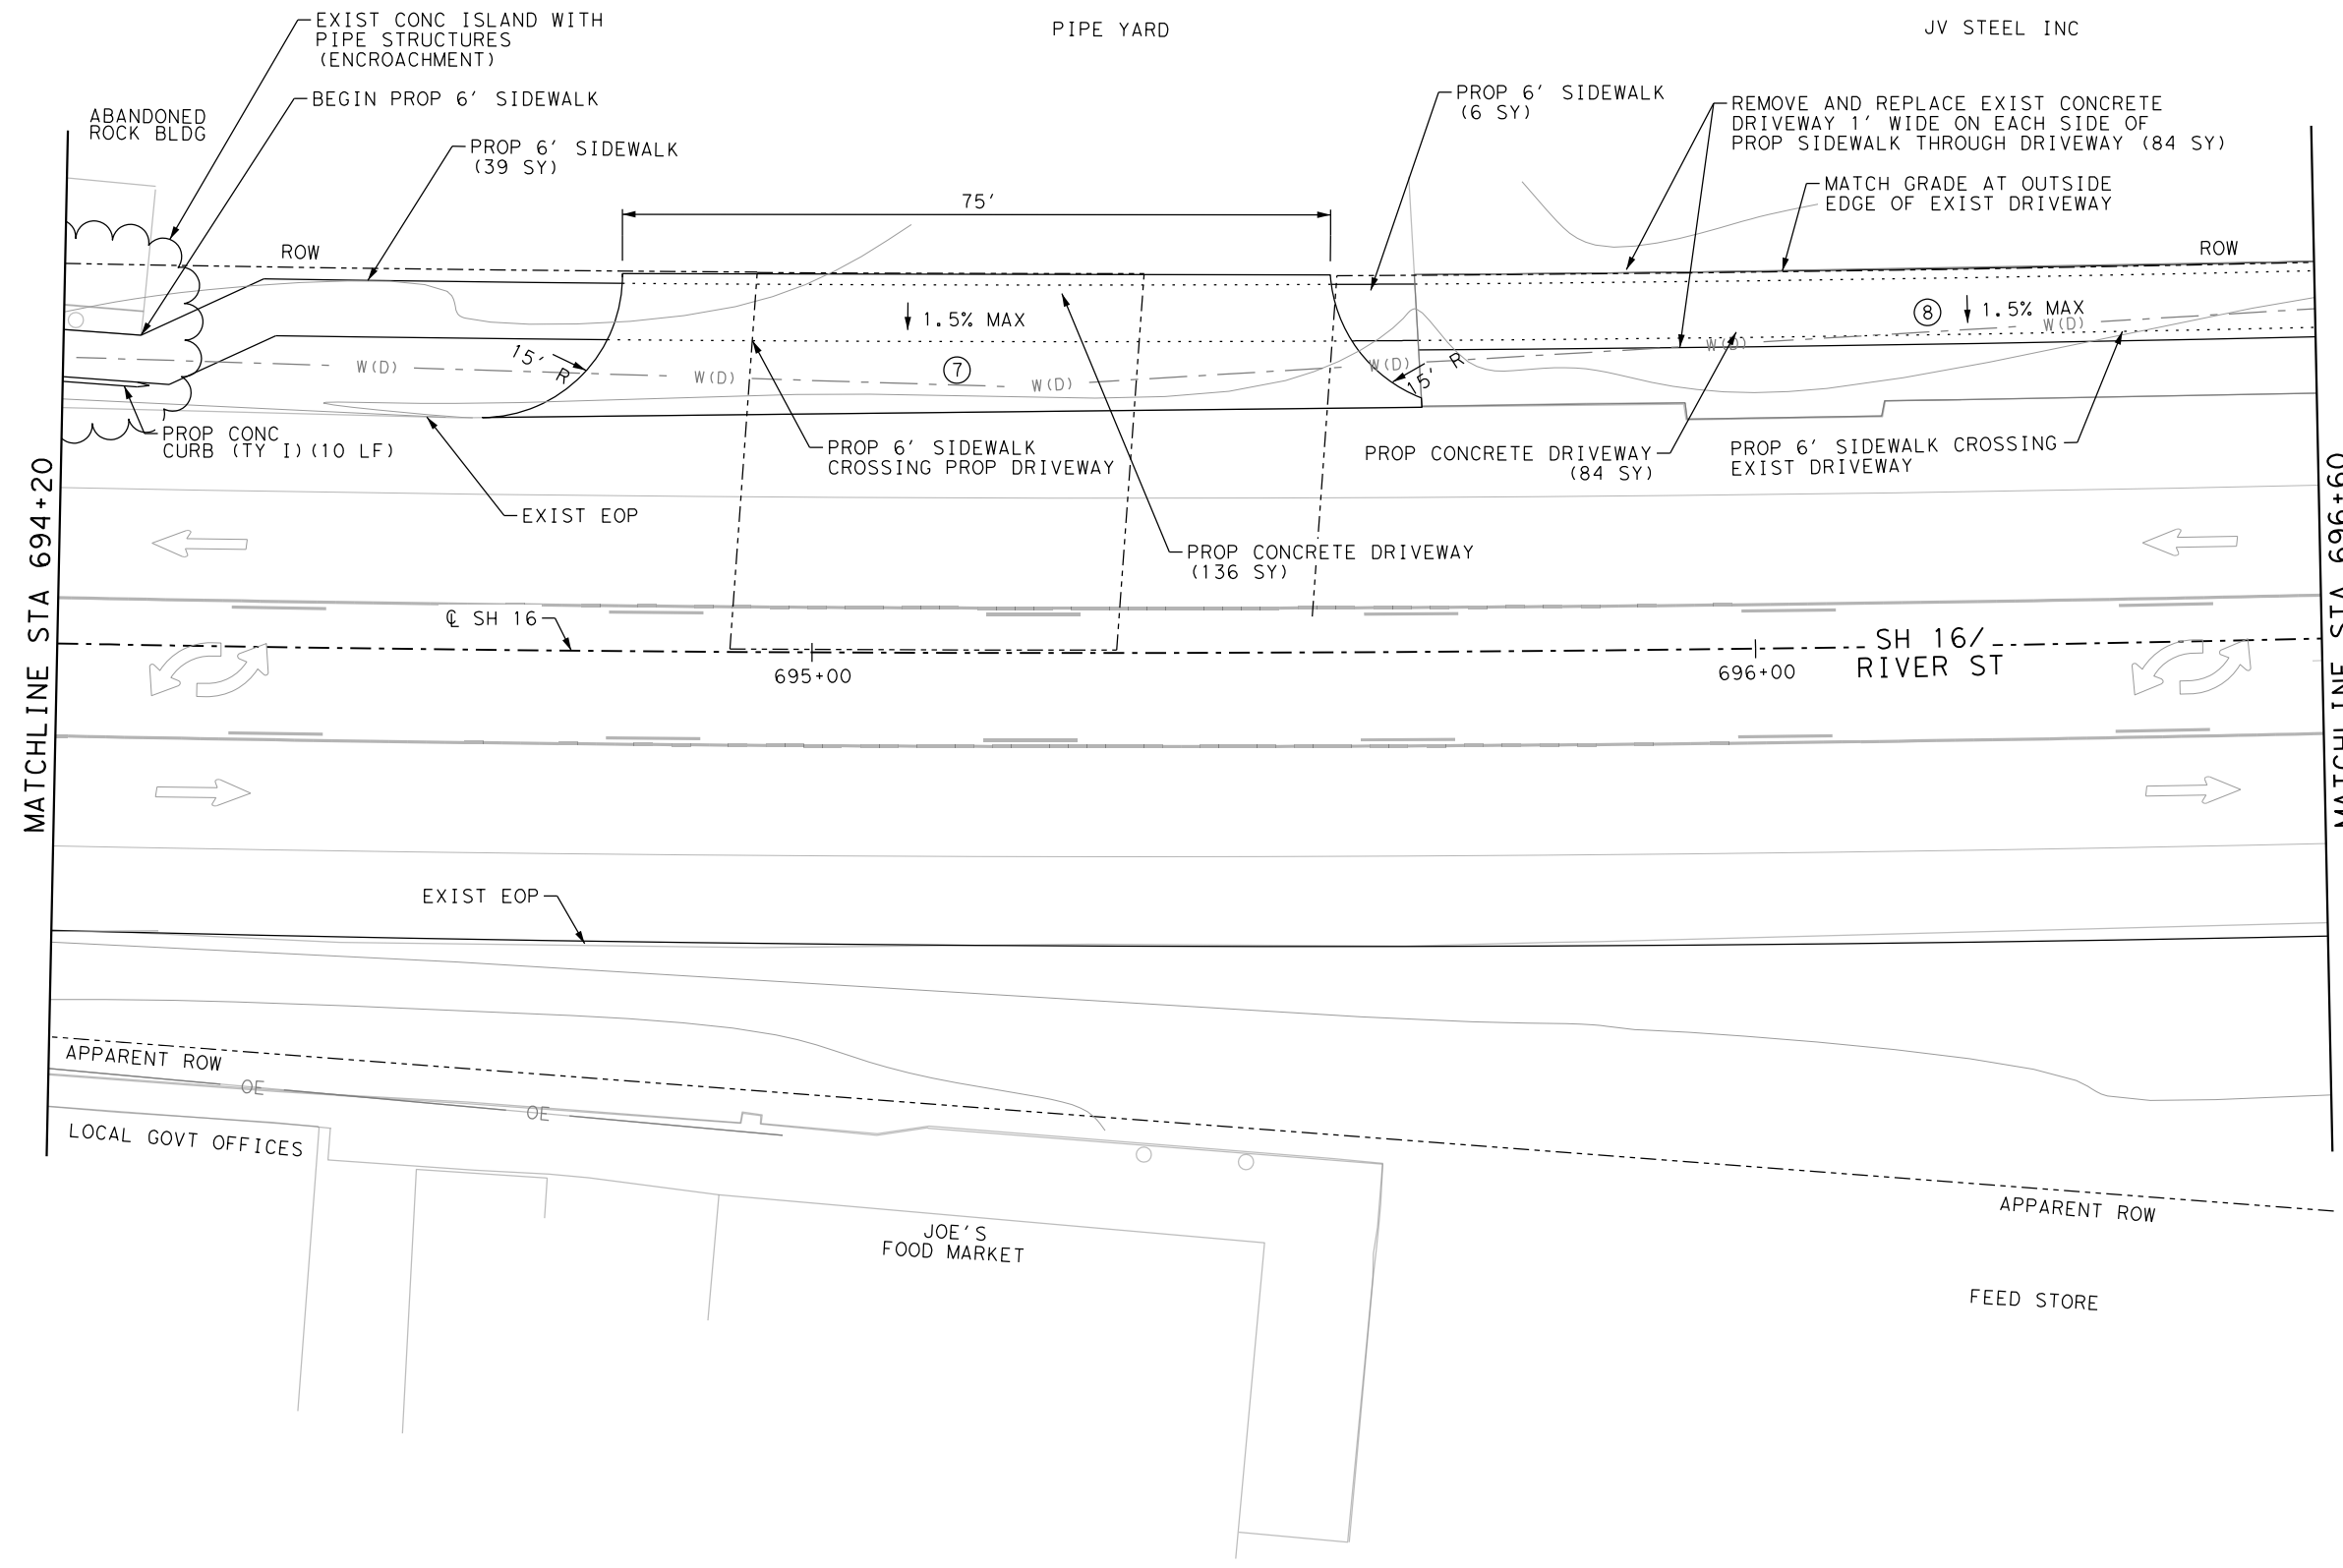 EXIST CONC ISLAND WITH
PIPE STRUCTURES
(ENCROACHMENT)
PIPE YARD
JV STEEL INC
BEGIN PROP 6' SIDEWALK
ABANDONED
ROCK BLDG
PROP 6' SIDEWALK
(39 SY)
PROP 6' SIDEWALK
(6 SY)
REMOVE AND REPLACE EXIST CONCRETE
DRIVEWAY 1' WIDE ON EACH SIDE OF
PROP SIDEWALK THROUGH DRIVEWAY (84 SY)
MATCH GRADE AT OUTSIDE
EDGE OF EXIST DRIVEWAY
75'
ROW
ROW
1.5% MAX
8
1.5% MAX
W(D)
W(D)
15' R
7
W(D)
W(D)
W(D)
W(D)
15' R
PROP CONC
CURB (TY I)(10 LF)
PROP 6' SIDEWALK
CROSSING PROP DRIVEWAY
PROP CONCRETE DRIVEWAY
(84 SY)
PROP 6' SIDEWALK CROSSING
EXIST DRIVEWAY
EXIST EOP
PROP CONCRETE DRIVEWAY
(136 SY)
MATCHLINE STA 694+20
MATCHLINE STA 696+60
℄ SH 16
695+00
696+00
SH 16/
RIVER ST
EXIST EOP
APPARENT ROW
OE
OE
LOCAL GOVT OFFICES
JOE'S
FOOD MARKET
APPARENT ROW
FEED STORE